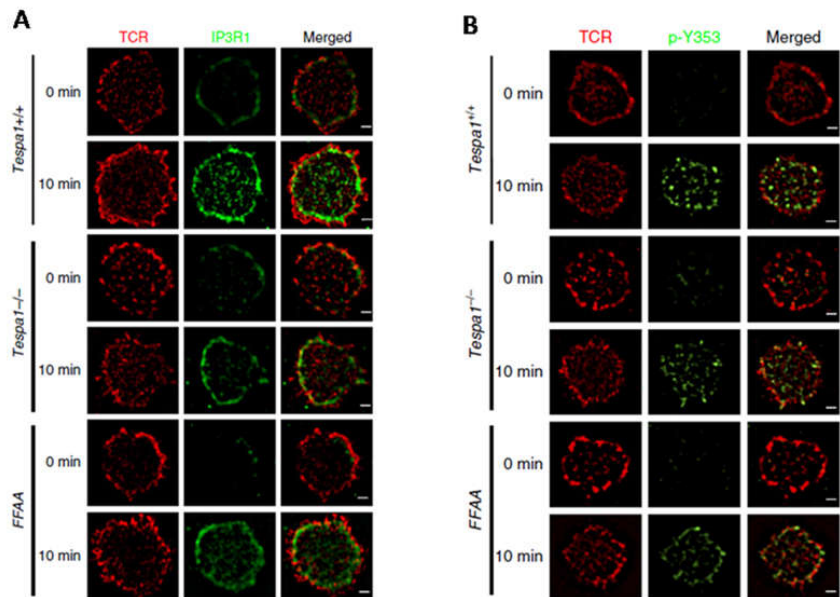 A
TCR IP3R1 Merged
Tespa1+/+
0 min
10 min
Tespa1–/–
0 min
10 min
FFAA
0 min
10 min
B
TCR p-Y353 Merged
Tespa1+/+
0 min
10 min
Tespa1–/–
0 min
10 min
FFAA
0 min
10 min